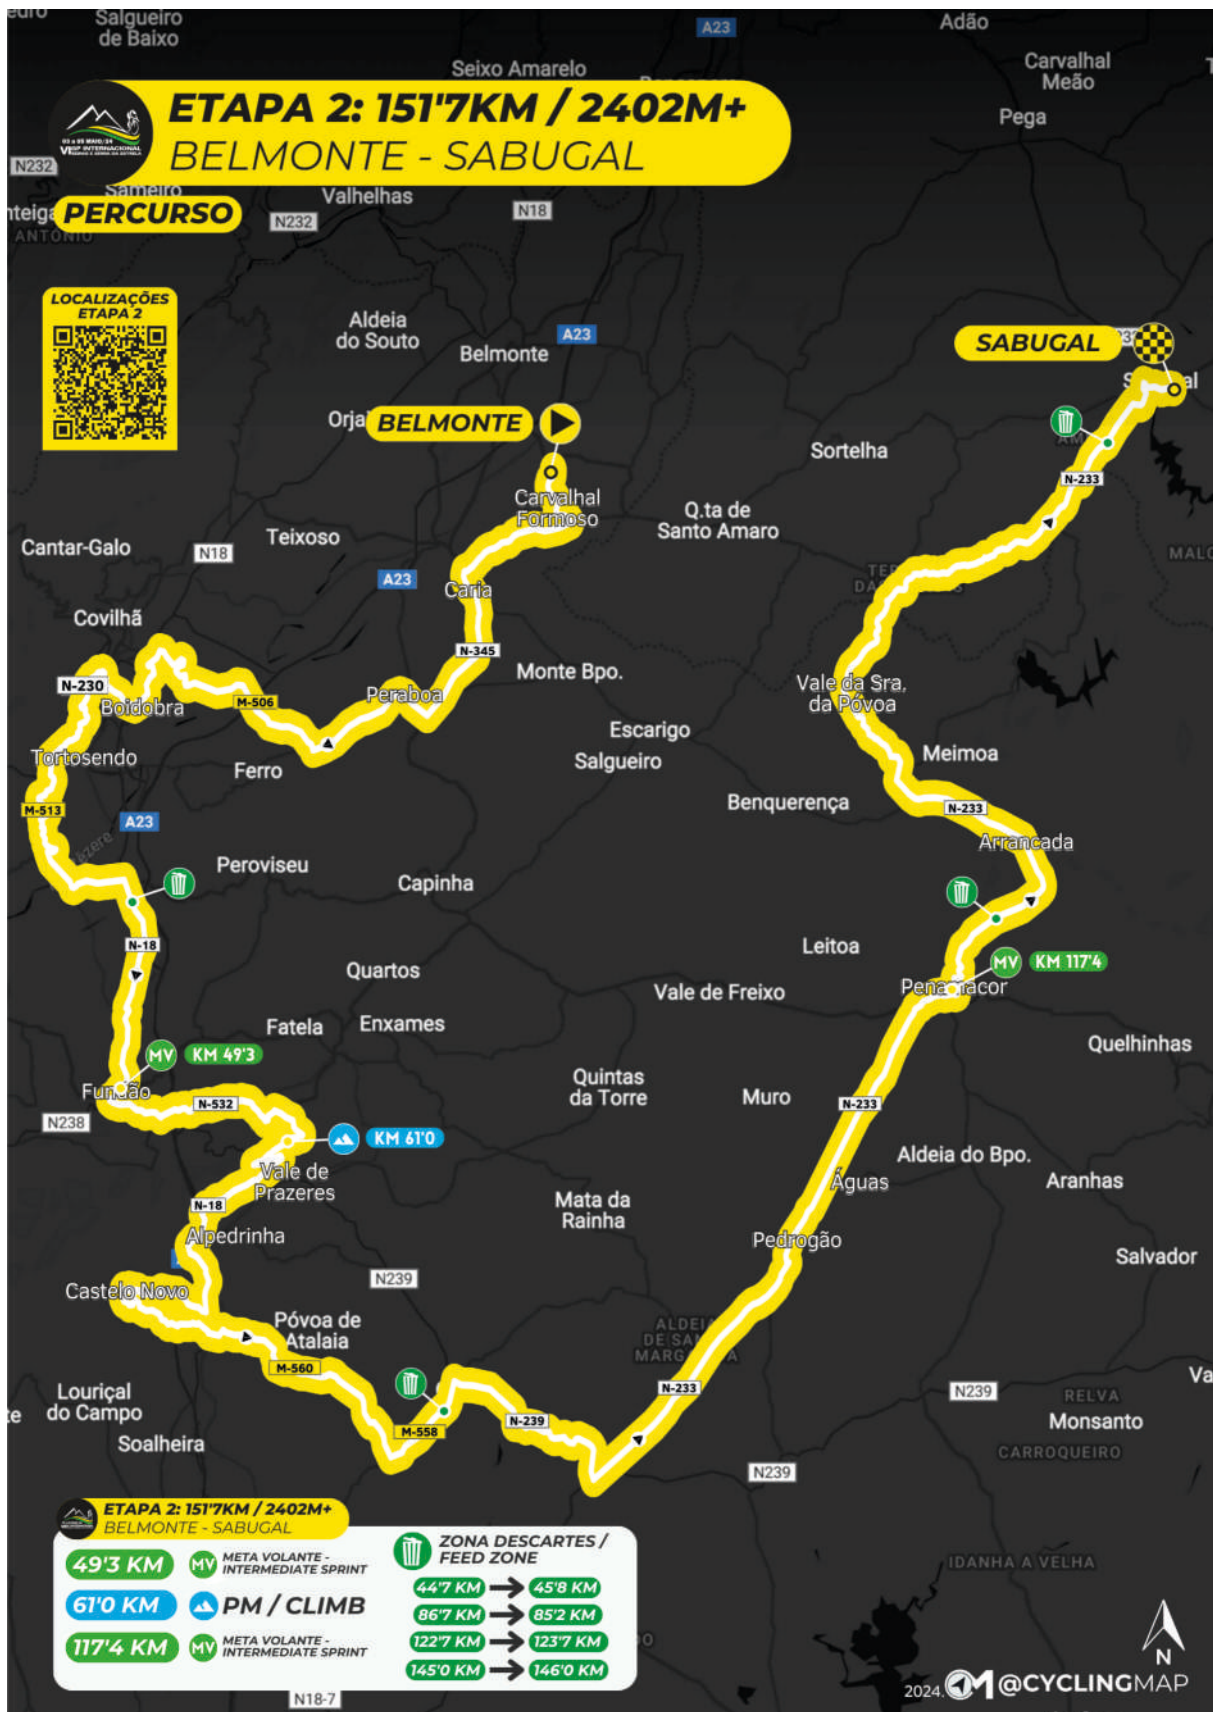 Salgueiro
de Baixo
A23
Adão
Seixo Amarelo
Carvalhal
Meão
Pega
ETAPA 2: 151'7KM / 2402M+
BELMONTE - SABUGAL
03 a 05 MAIO/24
N232
Sameiro
Valhelhas
N18
N232
PERCURSO
ANTÓNIO
LOCALIZAÇÕES
ETAPA 2
Aldeia
do Souto
Belmonte
A23
SABUGAL
BELMONTE
Sortelha
Carvalhal
Formoso
N-233
Q.ta de
Santo Amaro
Cantar-Galo
N18
Teixoso
A23
Caria
Covilhã
N-345
Monte Bpo.
N-230
Boidobra
M-506
Peraboa
Vale da Sra.
da Póvoa
Escarigo
Salgueiro
Meimoa
Tortosendo
Ferro
Benquerença
N-233
M-513
A23
Arrancada
Peroviseu
Capinha
N-18
Leitoa
Quartos
MV KM 117'4
Vale de Freixo
Penamacor
Fatela
Enxames
Quelhinhas
MV KM 49'3
Fundão
Quintas
da Torre
Muro
N-532
N-233
N238
KM 61'0
Aldeia do Bpo.
Vale de
Prazeres
Águas
Aranhas
N-18
Mata da
Rainha
Alpedrinha
Pedrogão
Salvador
N239
Castelo Novo
Póvoa de
Atalaia
M-560
N-233
N239
RELVA
Louriçal
do Campo
Monsanto
M-558
N-239
Soalheira
CARROQUEIRO
N239
ETAPA 2: 151'7KM / 2402M+
BELMONTE - SABUGAL
49'3 KM
MV META VOLANTE -
INTERMEDIATE SPRINT
61'0 KM
PM / CLIMB
117'4 KM
MV META VOLANTE -
INTERMEDIATE SPRINT
ZONA DESCARTES /
FEED ZONE
44'7 KM 45'8 KM
86'7 KM 85'2 KM
122'7 KM 123'7 KM
145'0 KM 146'0 KM
IDANHA A VELHA
N
N18-7
2024. @CYCLINGMAP